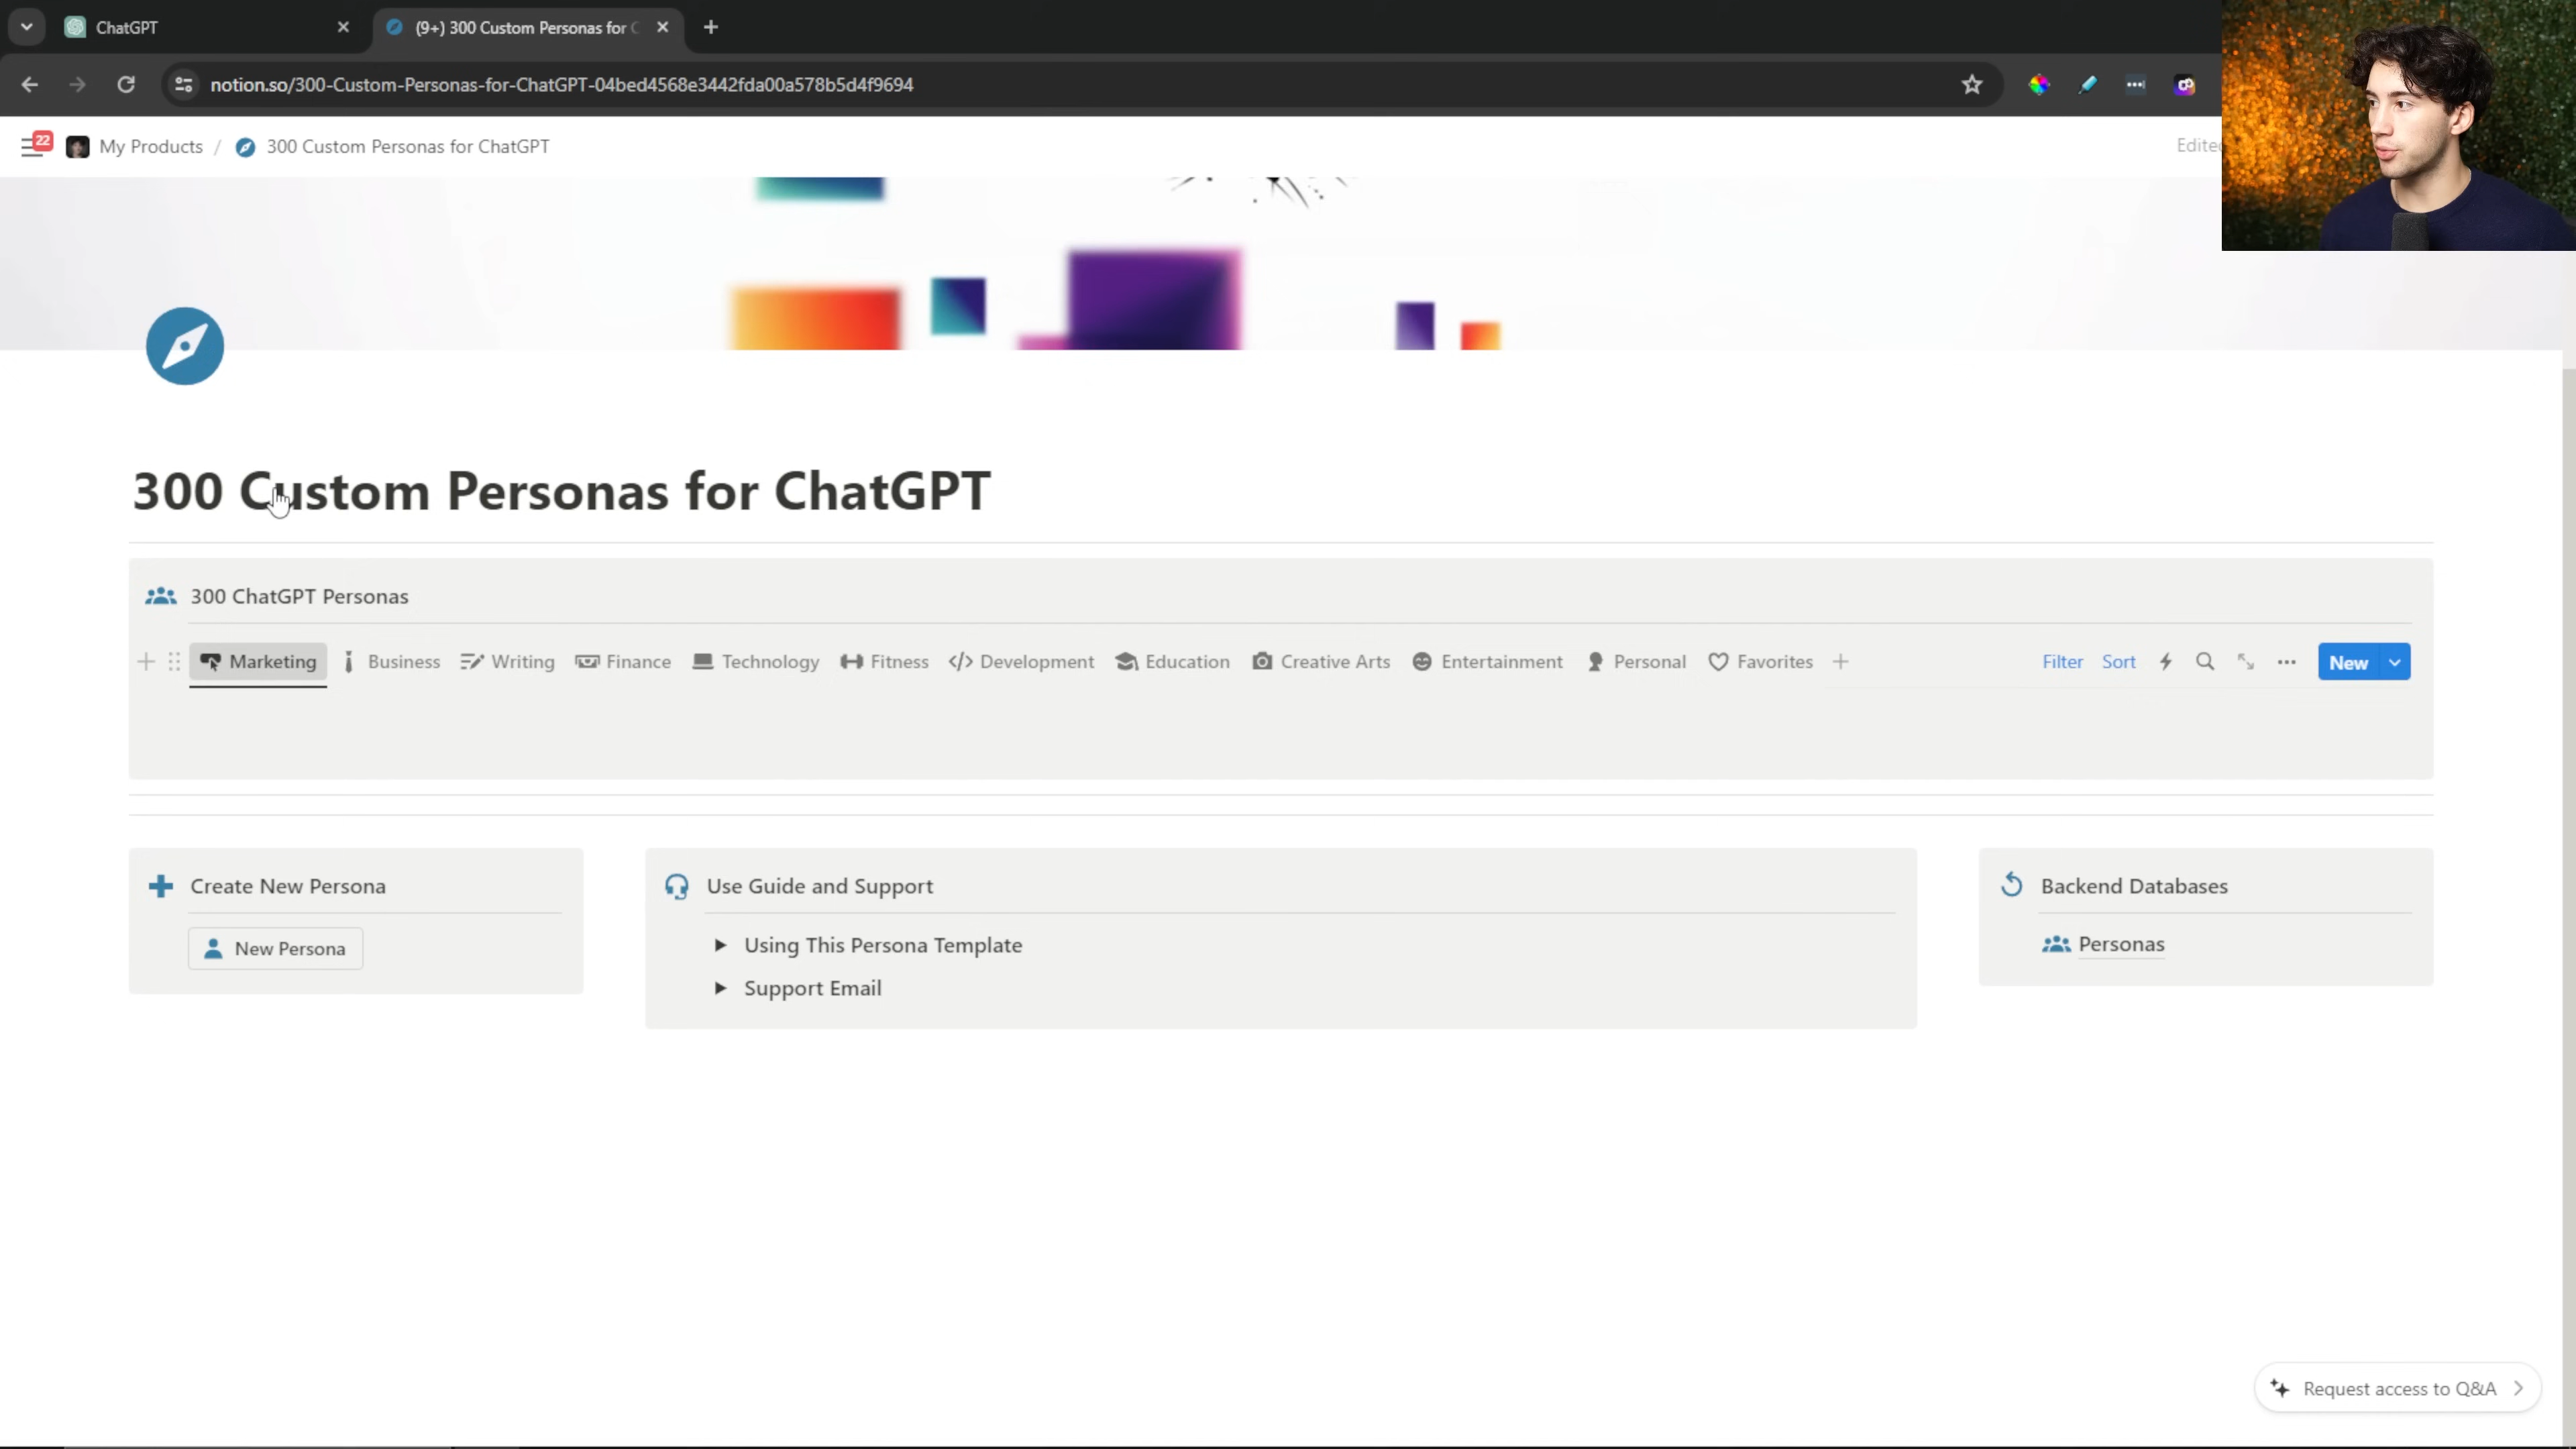 ChatGPT
(9+) 300 Custom Personas for C
notion.so/300-Custom-Personas-for-ChatGPT-04bed4568e3442fda00a578b5d4f9694
22
My Products / 300 Custom Personas for ChatGPT
Edited
300 Custom Personas for ChatGPT
300 ChatGPT Personas
Marketing Business Writing Finance Technology Fitness Development Education Creative Arts Entertainment Personal Favorites Filter Sort New
Create New Persona
New Persona
Use Guide and Support
Using This Persona Template
Support Email
Backend Databases
Personas
Request access to Q&A